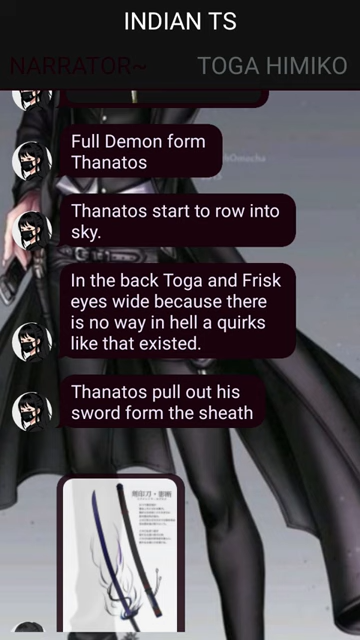 INDIAN TS
NARRATOR~ TOGA HIMIKO
Full Demon form
Thanatos
Thanatos start to row into
sky.
In the back Toga and Frisk
eyes wide because there
is no way in hell a quirks
like that existed.
Thanatos pull out his
sword form the sheath